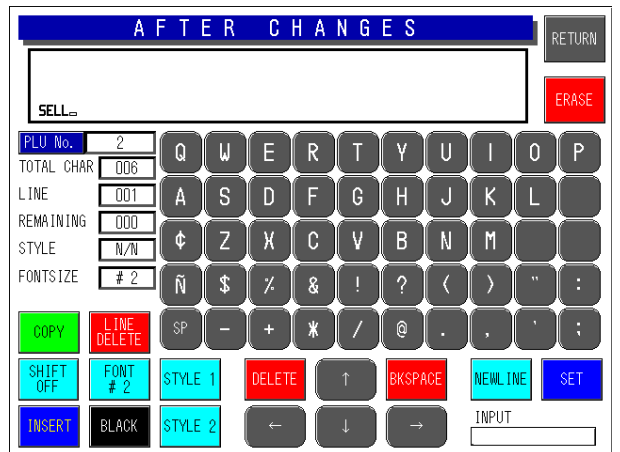 AFTER CHANGES
RETURN
SELL
ERASE
PLU No. 2
TOTAL CHAR 006
LINE 001
REMAINING 000
STYLE N/N
FONTSIZE # 2
Q W E R T Y U I O P
A S D F G H J K L
¢ Z X C V B N M
Ñ $ % & ! ? ( ) " :
SP - + * / @ . , ' ;
COPY
LINE
DELETE
SHIFT
OFF
FONT
# 2
STYLE 1
DELETE
↑
BKSPACE
NEWLINE
SET
INSERT
BLACK
STYLE 2
←
↓
→
INPUT